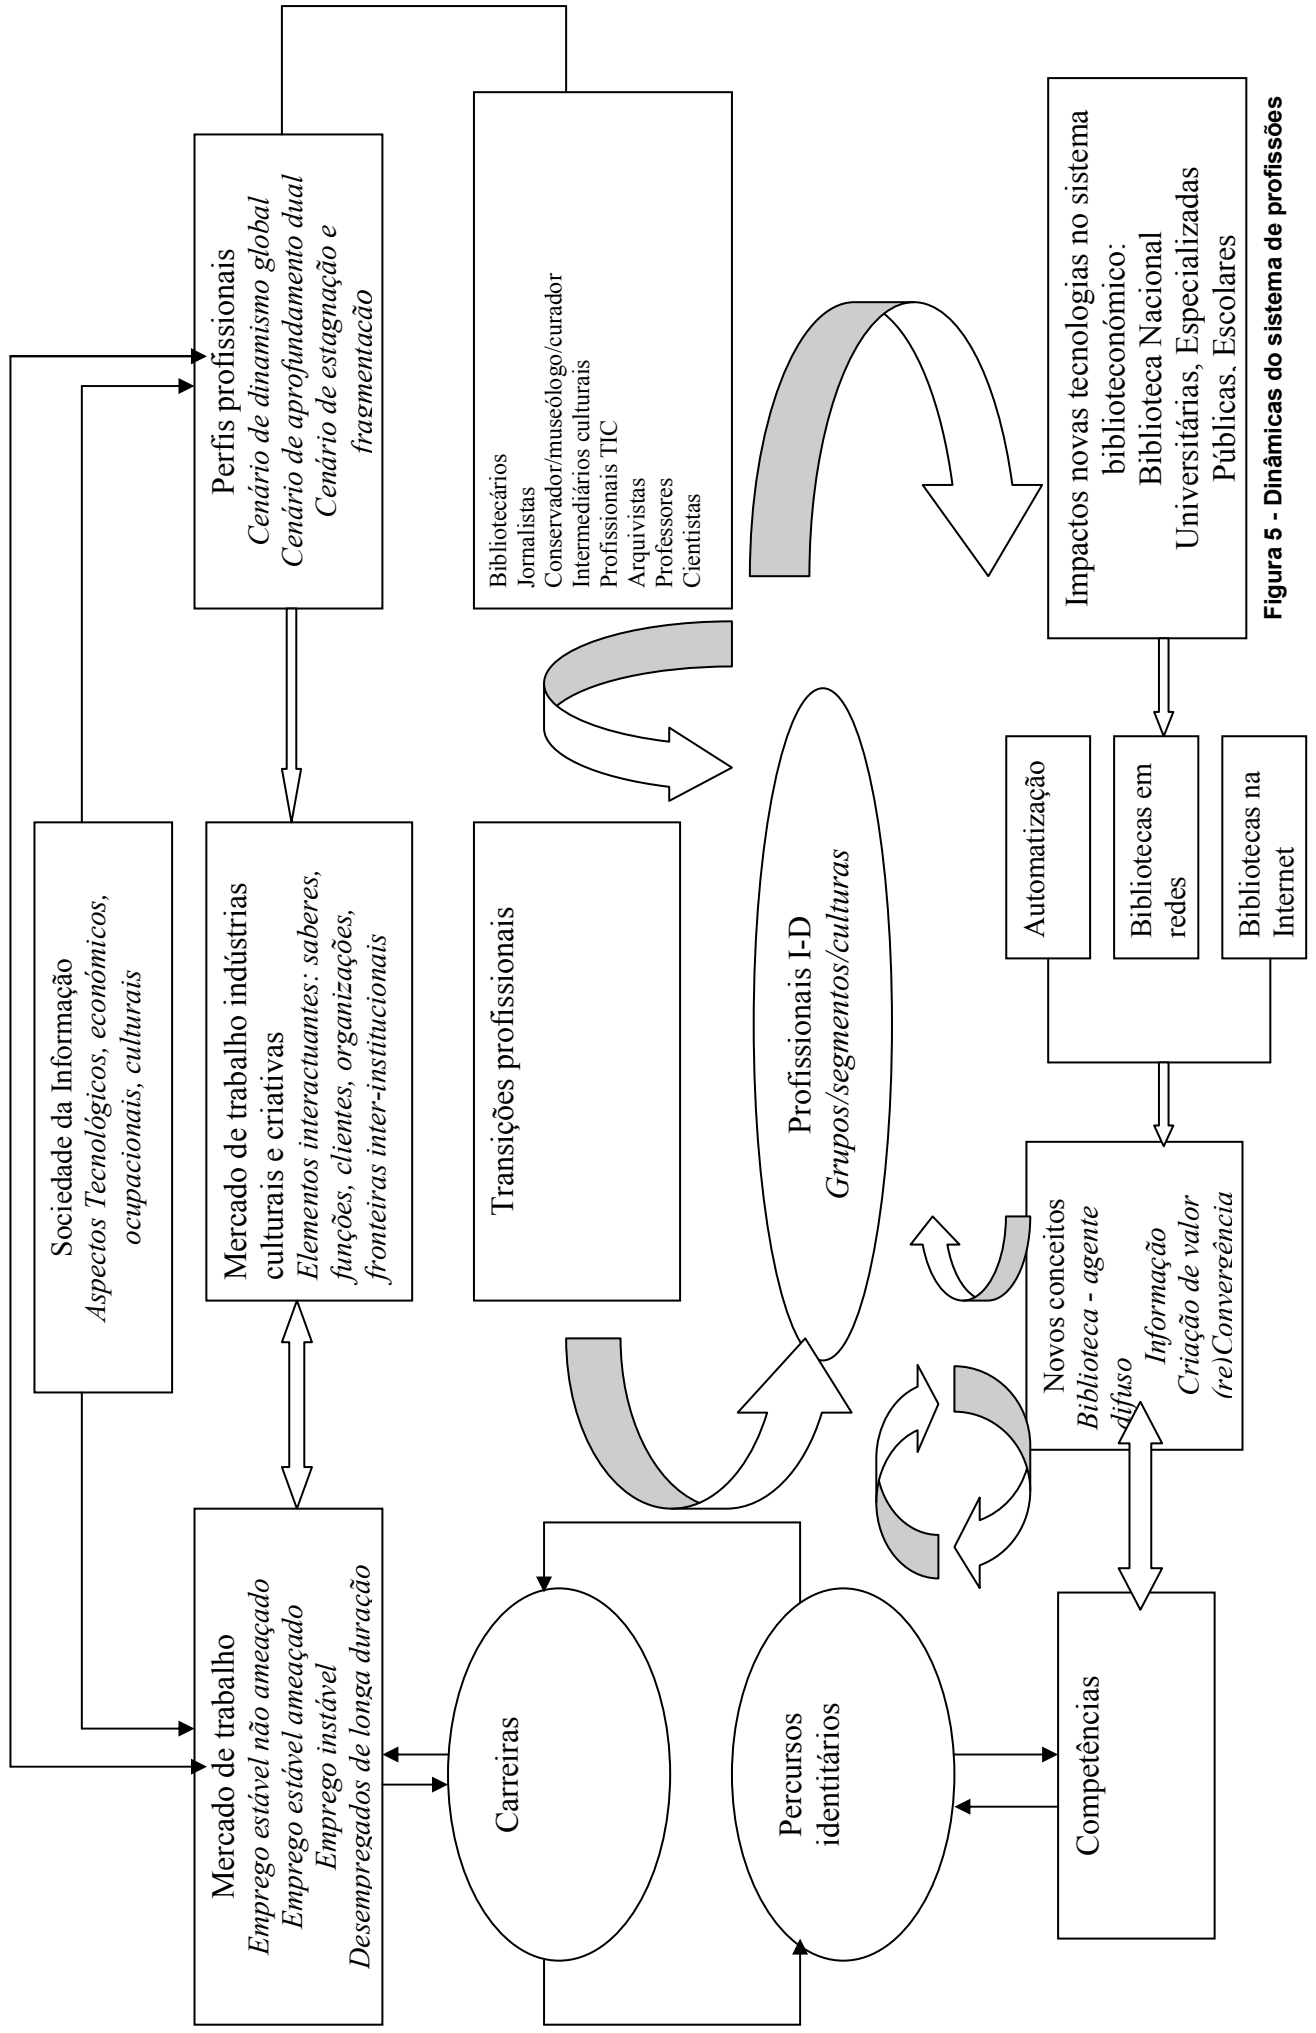 Sociedade da Informação
Aspectos Tecnológicos, económicos,
ocupacionais, culturais
Mercado de trabalho
Emprego estável não ameaçado
Emprego estável ameaçado
Emprego instável
Desempregados de longa duração
Mercado de trabalho indústrias
culturais e criativas
Elementos interactuantes: saberes,
funções, clientes, organizações,
fronteiras inter-institucionais
Perfis profissionais
Cenário de dinamismo global
Cenário de aprofundamento dual
Cenário de estagnação e
fragmentação
Carreiras
Transições profissionais
Bibliotecários
Jornalistas
Conservador/museólogo/curador
Intermediários culturais
Profissionais TIC
Arquivistas
Professores
Cientistas
Percursos
identitários
Profissionais I-D
Grupos/segmentos/culturas
Competências
Novos conceitos
Biblioteca - agente
difuso
Informação
Criação de valor
(re)Convergência
Automatização
Bibliotecas em
redes
Bibliotecas na
Internet
Impactos novas tecnologias no sistema
biblioteconómico:
Biblioteca Nacional
Universitárias, Especializadas
Públicas, Escolares
Figura 5 - Dinâmicas do sistema de profissões